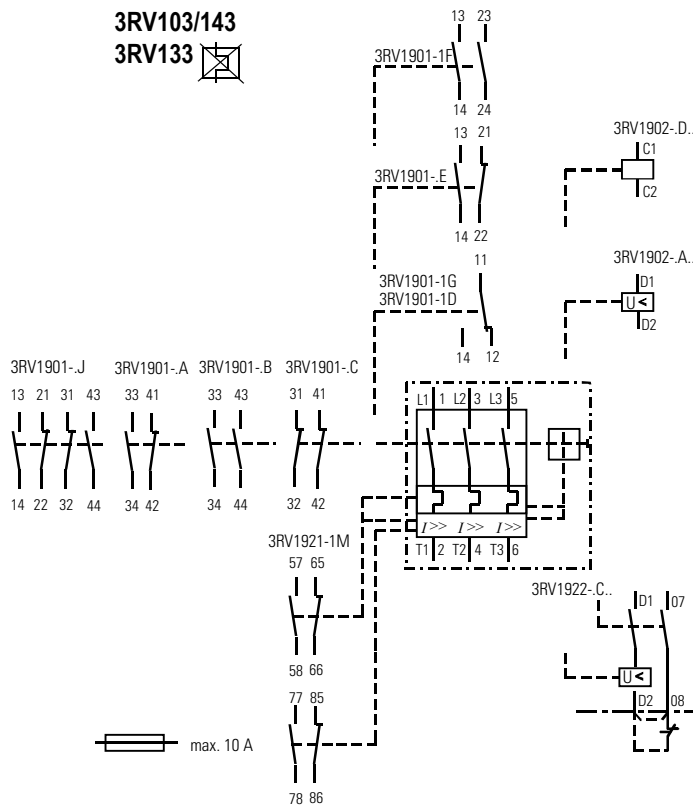 3RV103/143
3RV133
13 23
3RV1901-1F
14 24
13 21
3RV1901-.E
14 22
11
3RV1901-1G
3RV1901-1D
14 12
3RV1902-.D..
C1
C2
3RV1902-.A..
D1
U<
D2
3RV1901-.J 3RV1901-.A 3RV1901-.B 3RV1901-.C
13 21 31 43 33 41 33 43 31 41
14 22 32 44 34 42 34 44 32 42
L1 1 L2 3 L3 5
I>> I>> I>>
T1 2 T2 4 T3 6
3RV1921-1M
57 65
58 66
77 85
78 86
3RV1922-.C..
D1 07
U<
D2 08
max. 10 A